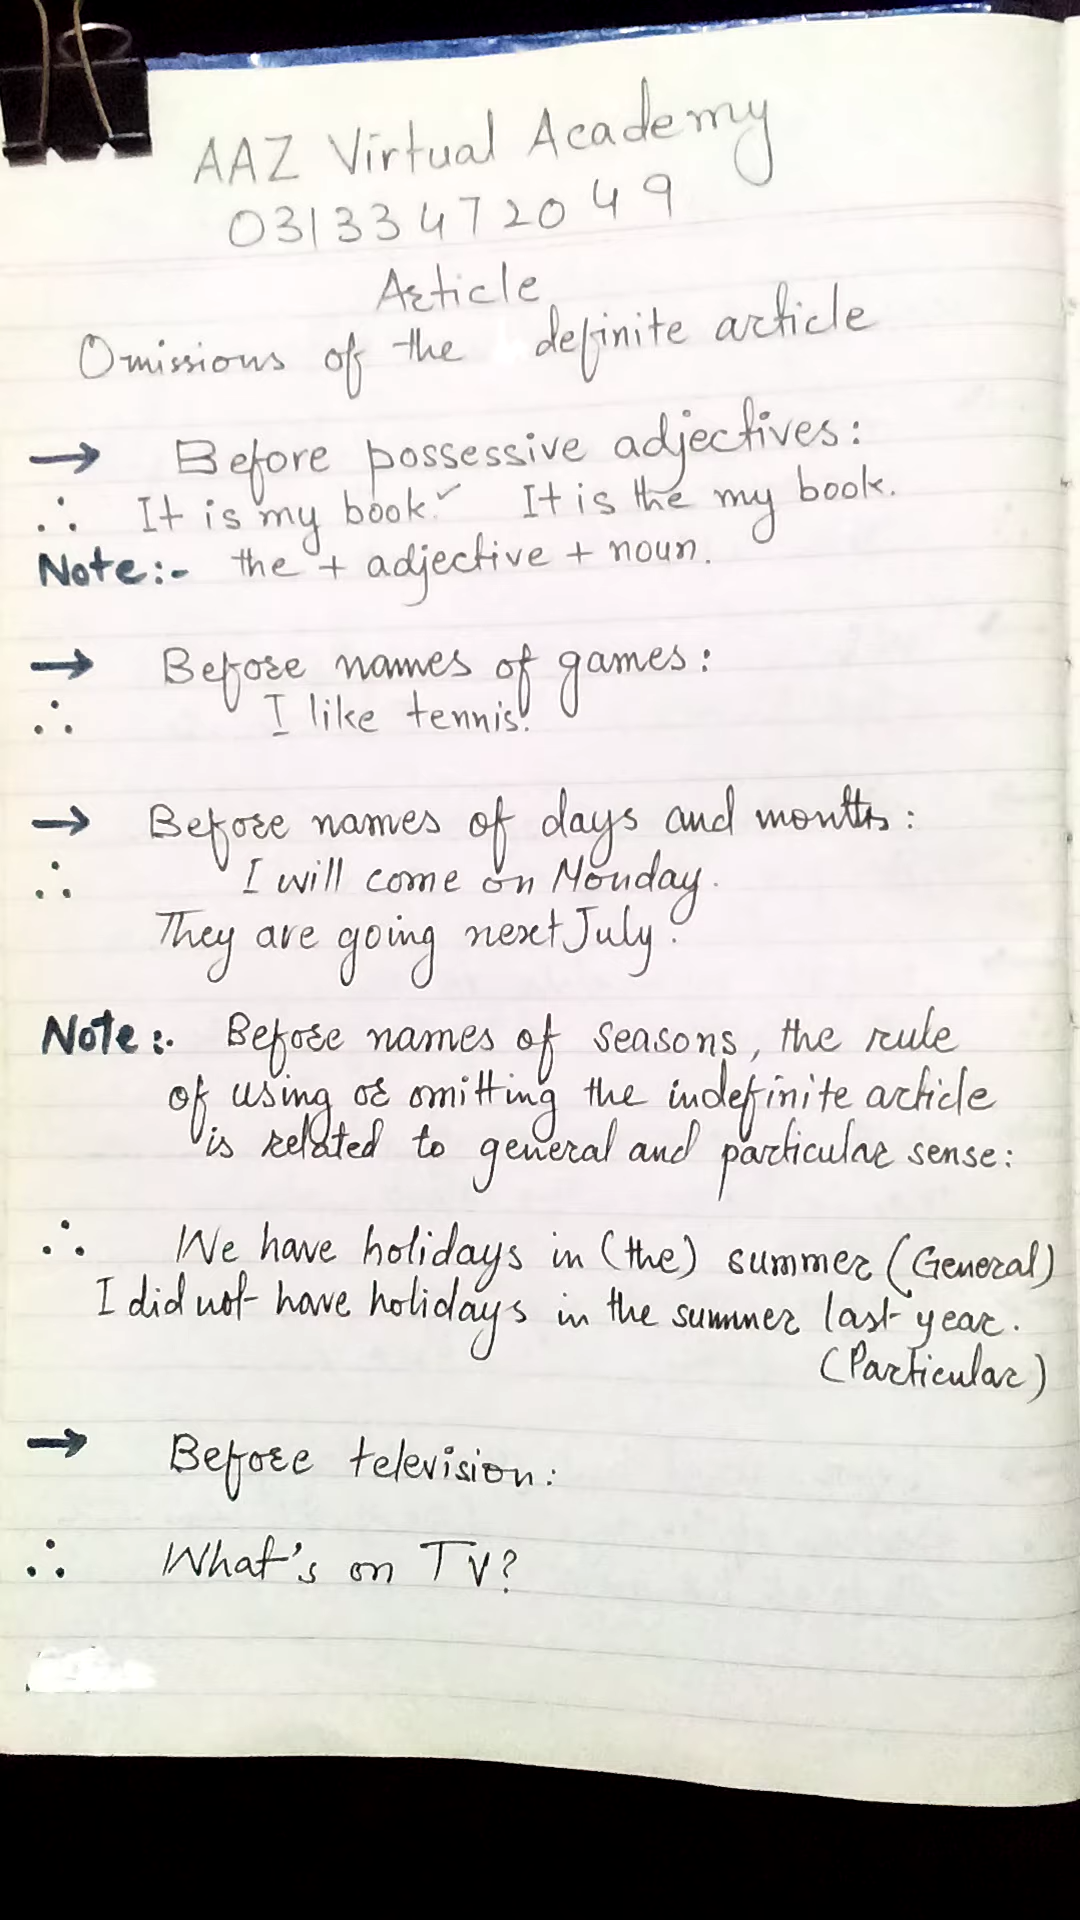 AAZ Virtual Academy
03133472049
Article
Omissions of the definite article
→ Before possessive adjectives:
∴ It is my book.✓ It is the my book.
Note:- the + adjective + noun.
→ Before names of games:
∴ I like tennis.
→ Before names of days and months:
∴ I will come on Monday.
They are going next July.
Note:. Before names of seasons, the rule
of using or omitting the indefinite article
is related to general and particular sense:
∴ We have holidays in (the) summer (General)
I did not have holidays in the summer last year.
(Particular)
→ Before television:
∴ What's on TV?